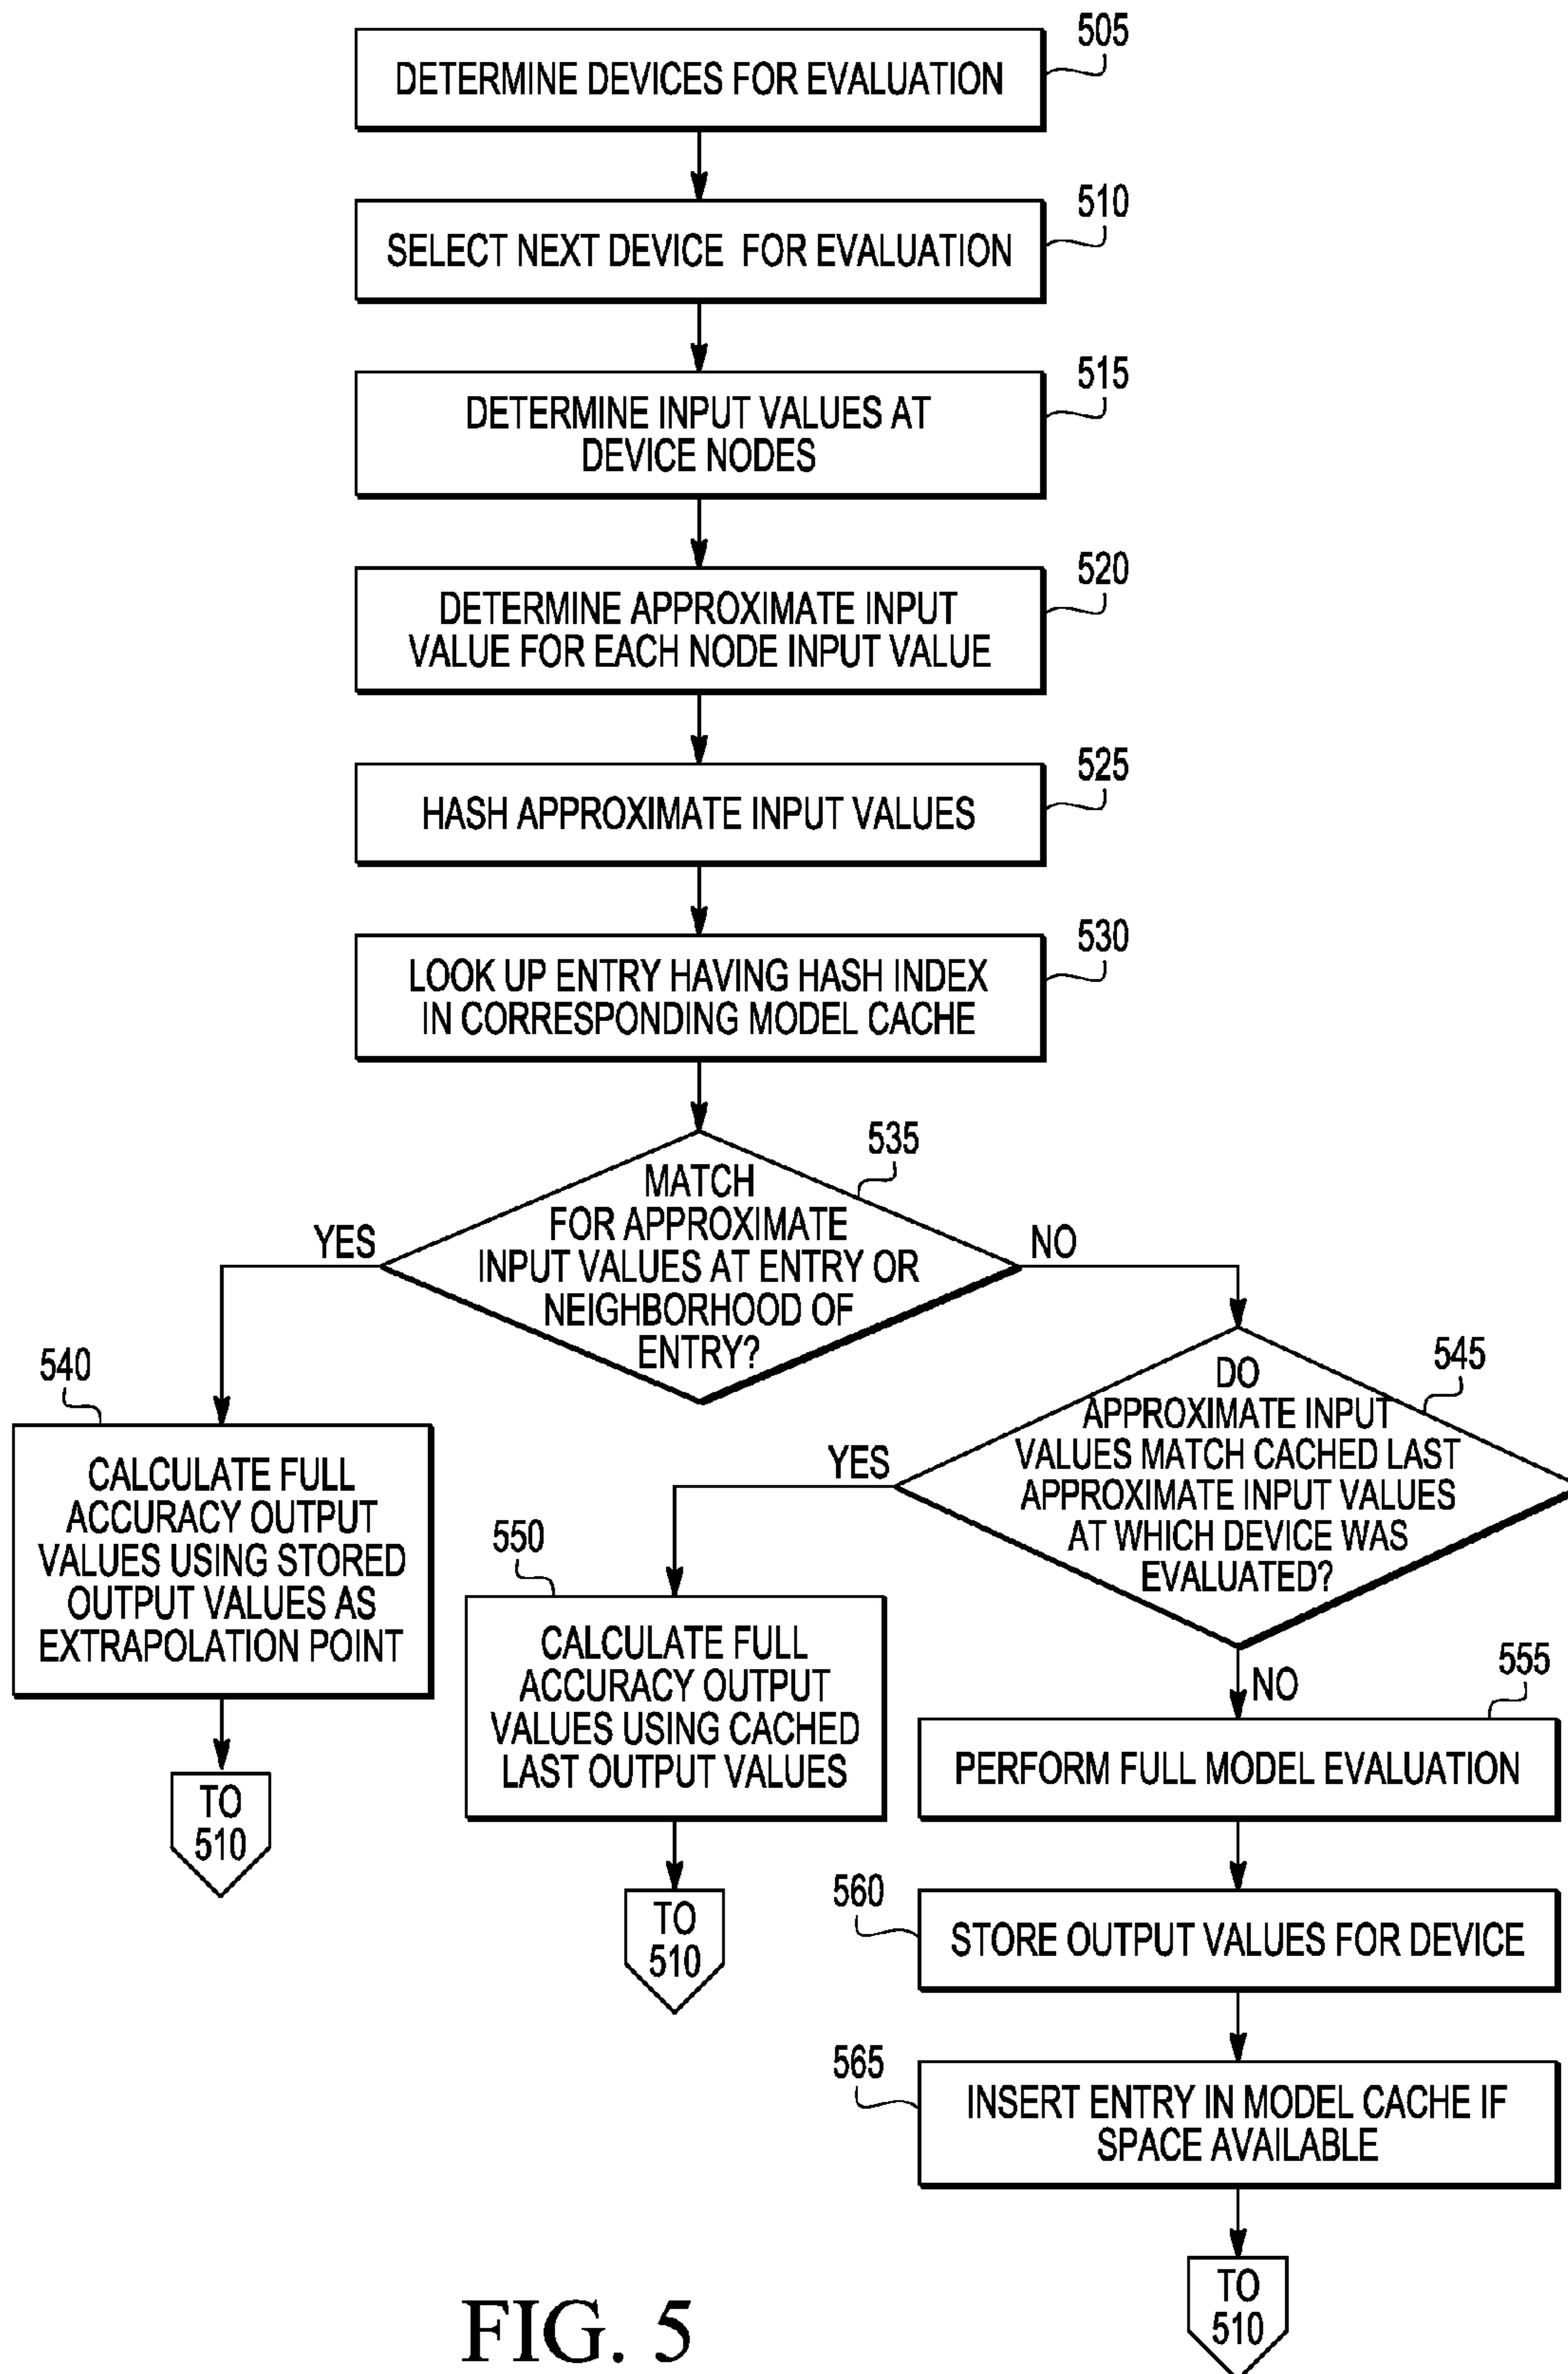 505
DETERMINE DEVICES FOR EVALUATION
510
SELECT NEXT DEVICE FOR EVALUATION
515
DETERMINE INPUT VALUES AT
DEVICE NODES
520
DETERMINE APPROXIMATE INPUT
VALUE FOR EACH NODE INPUT VALUE
525
HASH APPROXIMATE INPUT VALUES
530
LOOK UP ENTRY HAVING HASH INDEX
IN CORRESPONDING MODEL CACHE
535
MATCH
FOR APPROXIMATE
INPUT VALUES AT ENTRY OR
NEIGHBORHOOD OF
ENTRY?
YES
NO
540
CALCULATE FULL
ACCURACY OUTPUT
VALUES USING STORED
OUTPUT VALUES AS
EXTRAPOLATION POINT
TO
510
545
DO
APPROXIMATE INPUT
VALUES MATCH CACHED LAST
APPROXIMATE INPUT VALUES
AT WHICH DEVICE WAS
EVALUATED?
YES
NO
550
CALCULATE FULL
ACCURACY OUTPUT
VALUES USING CACHED
LAST OUTPUT VALUES
TO
510
555
PERFORM FULL MODEL EVALUATION
560
STORE OUTPUT VALUES FOR DEVICE
565
INSERT ENTRY IN MODEL CACHE IF
SPACE AVAILABLE
TO
510
FIG. 5